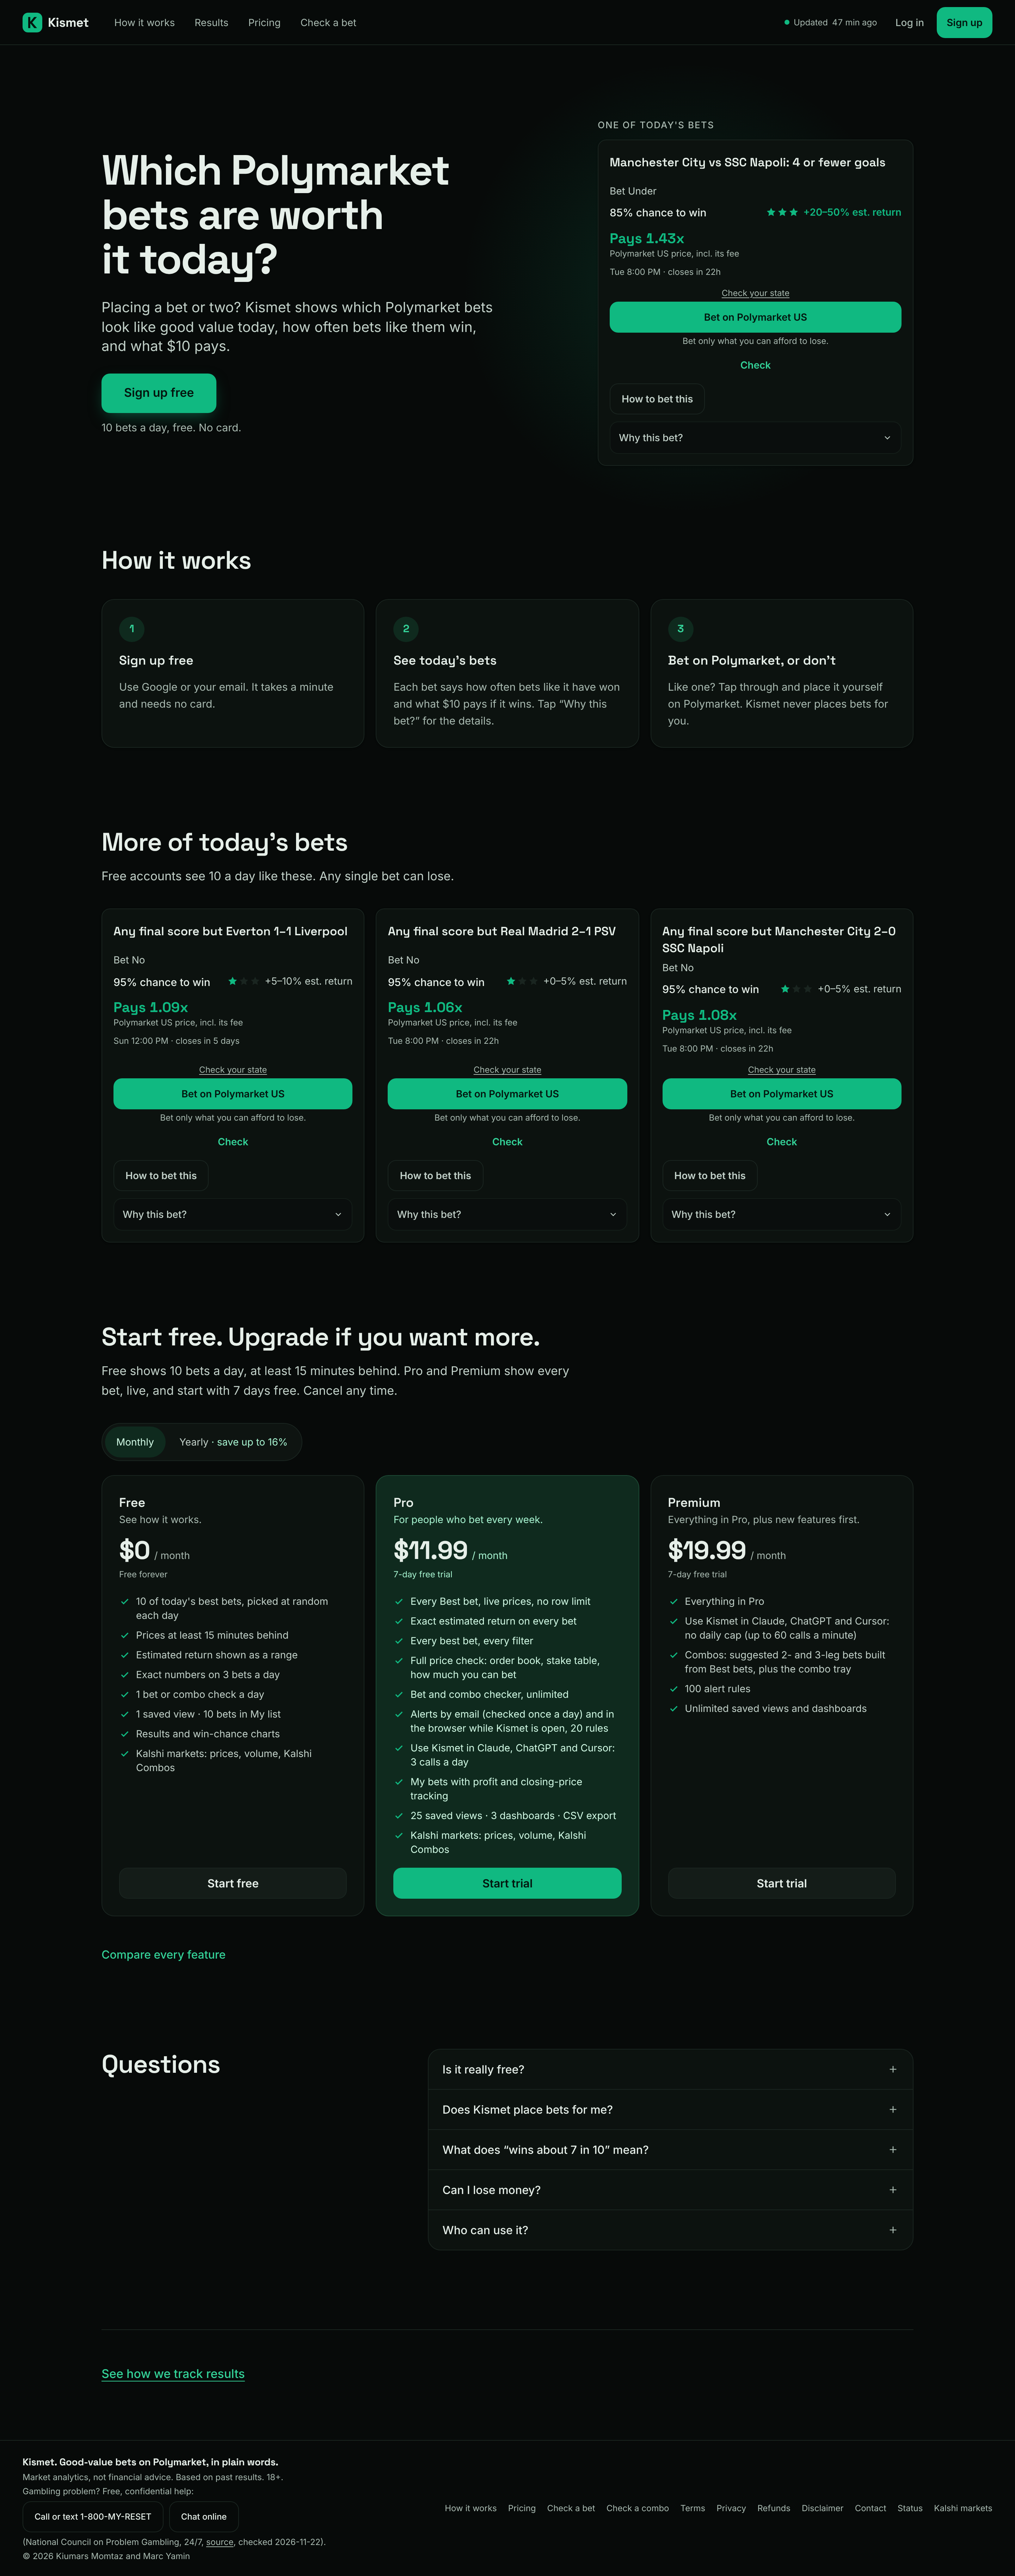 Kismet
How it works
Results
Pricing
Check a bet
Updated 47 min ago
Log in
Sign up
Which Polymarket
bets are worth
it today?
Placing a bet or two? Kismet shows which Polymarket bets
look like good value today, how often bets like them win,
and what $10 pays.
Sign up free
10 bets a day, free. No card.
ONE OF TODAY'S BETS
Manchester City vs SSC Napoli: 4 or fewer goals
Bet Under
85% chance to win
+20–50% est. return
Pays 1.43x
Polymarket US price, incl. its fee
Tue 8:00 PM · closes in 22h
Check your state
Bet on Polymarket US
Bet only what you can afford to lose.
Check
How to bet this
Why this bet?
How it works
1
Sign up free
Use Google or your email. It takes a minute
and needs no card.
2
See today's bets
Each bet says how often bets like it have won
and what $10 pays if it wins. Tap “Why this
bet?” for the details.
3
Bet on Polymarket, or don't
Like one? Tap through and place it yourself
on Polymarket. Kismet never places bets for
you.
More of today's bets
Free accounts see 10 a day like these. Any single bet can lose.
Any final score but Everton 1–1 Liverpool
Bet No
95% chance to win
+5–10% est. return
Pays 1.09x
Polymarket US price, incl. its fee
Sun 12:00 PM · closes in 5 days
Check your state
Bet on Polymarket US
Bet only what you can afford to lose.
Check
How to bet this
Why this bet?
Any final score but Real Madrid 2–1 PSV
Bet No
95% chance to win
+0–5% est. return
Pays 1.06x
Polymarket US price, incl. its fee
Tue 8:00 PM · closes in 22h
Check your state
Bet on Polymarket US
Bet only what you can afford to lose.
Check
How to bet this
Why this bet?
Any final score but Manchester City 2–0
SSC Napoli
Bet No
95% chance to win
+0–5% est. return
Pays 1.08x
Polymarket US price, incl. its fee
Tue 8:00 PM · closes in 22h
Check your state
Bet on Polymarket US
Bet only what you can afford to lose.
Check
How to bet this
Why this bet?
Start free. Upgrade if you want more.
Free shows 10 bets a day, at least 15 minutes behind. Pro and Premium show every
bet, live, and start with 7 days free. Cancel any time.
Monthly
Yearly · save up to 16%
Free
See how it works.
$0 / month
Free forever
10 of today's best bets, picked at random
each day
Prices at least 15 minutes behind
Estimated return shown as a range
Exact numbers on 3 bets a day
1 bet or combo check a day
1 saved view · 10 bets in My list
Results and win-chance charts
Kalshi markets: prices, volume, Kalshi
Combos
Start free
Pro
For people who bet every week.
$11.99 / month
7-day free trial
Every Best bet, live prices, no row limit
Exact estimated return on every bet
Every best bet, every filter
Full price check: order book, stake table,
how much you can bet
Bet and combo checker, unlimited
Alerts by email (checked once a day) and in
the browser while Kismet is open, 20 rules
Use Kismet in Claude, ChatGPT and Cursor:
3 calls a day
My bets with profit and closing-price
tracking
25 saved views · 3 dashboards · CSV export
Kalshi markets: prices, volume, Kalshi
Combos
Start trial
Premium
Everything in Pro, plus new features first.
$19.99 / month
7-day free trial
Everything in Pro
Use Kismet in Claude, ChatGPT and Cursor:
no daily cap (up to 60 calls a minute)
Combos: suggested 2- and 3-leg bets built
from Best bets, plus the combo tray
100 alert rules
Unlimited saved views and dashboards
Start trial
Compare every feature
Questions
Is it really free?
Does Kismet place bets for me?
What does “wins about 7 in 10” mean?
Can I lose money?
Who can use it?
See how we track results
Kismet. Good-value bets on Polymarket, in plain words.
Market analytics, not financial advice. Based on past results. 18+.
Gambling problem? Free, confidential help:
Call or text 1-800-MY-RESET
Chat online
(National Council on Problem Gambling, 24/7, source, checked 2026-11-22).
© 2026 Kiumars Momtaz and Marc Yamin
How it works
Pricing
Check a bet
Check a combo
Terms
Privacy
Refunds
Disclaimer
Contact
Status
Kalshi markets